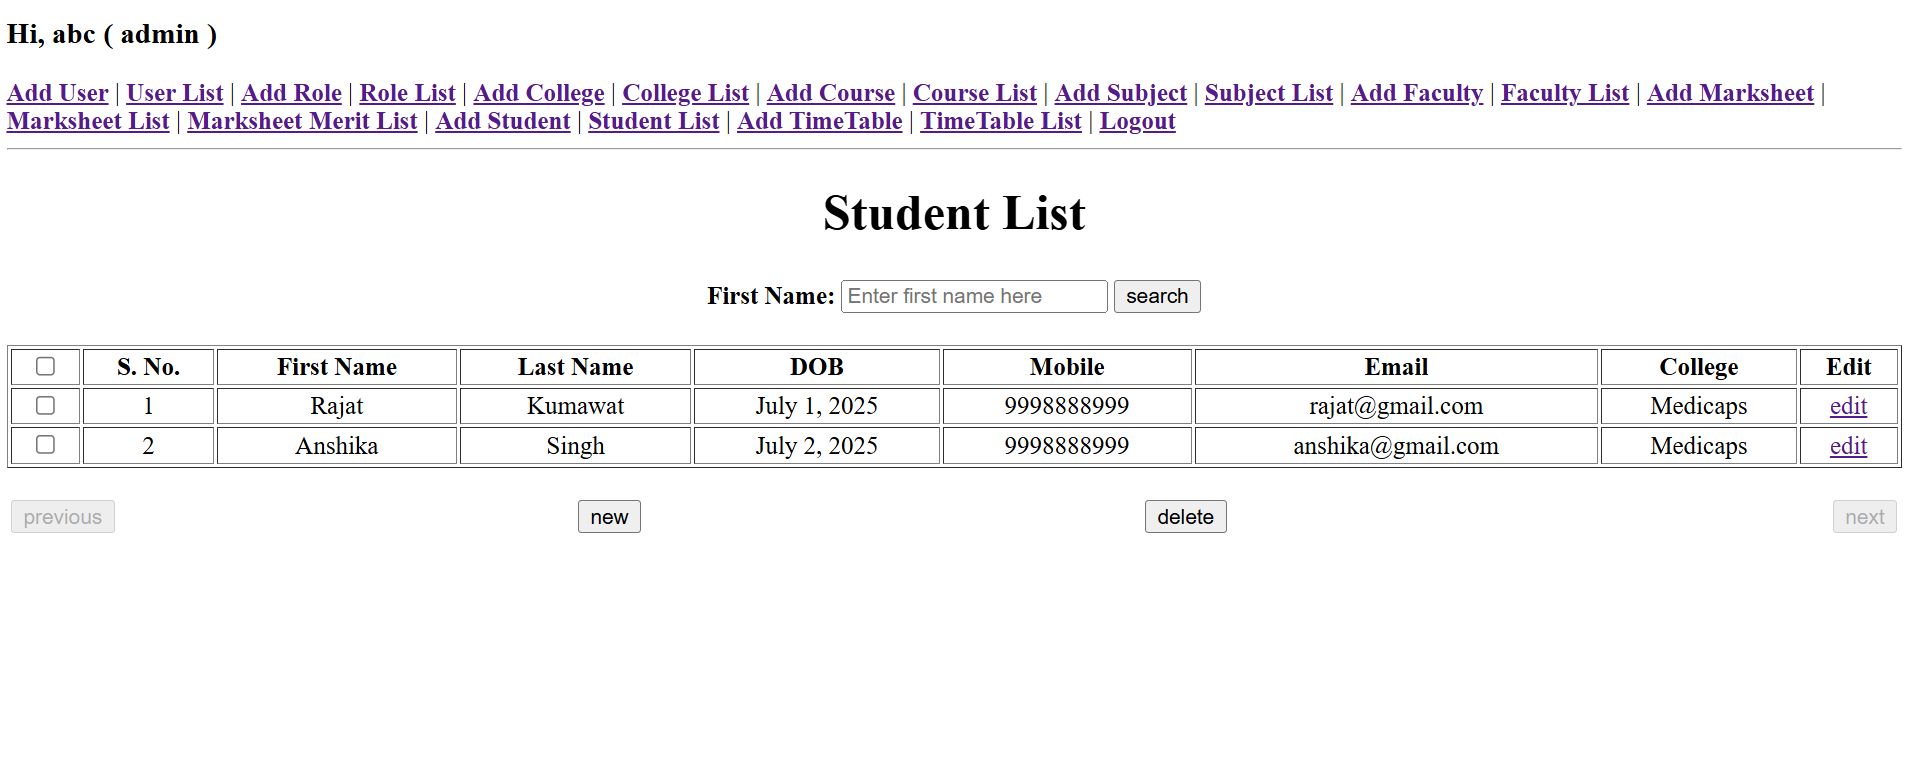 Hi, abc ( admin )
Add User | User List | Add Role | Role List | Add College | College List | Add Course | Course List | Add Subject | Subject List | Add Faculty | Faculty List | Add Marksheet |
Marksheet List | Marksheet Merit List | Add Student | Student List | Add TimeTable | TimeTable List | Logout
Student List
First Name: Enter first name here search
S. No. First Name Last Name DOB Mobile Email College Edit
1 Rajat Kumawat July 1, 2025 9998888999 rajat@gmail.com Medicaps edit
2 Anshika Singh July 2, 2025 9998888999 anshika@gmail.com Medicaps edit
previous new delete next